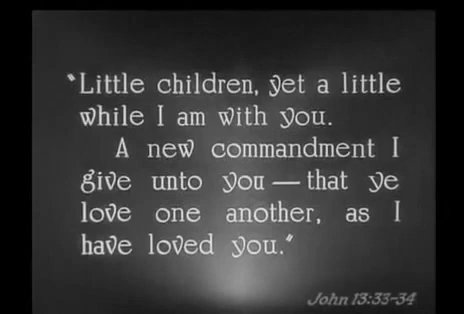 "Little children, yet a little
while I am with you.
A new commandment I
give unto you — that ye
love one another, as I
have loved you."
John 13:33-34